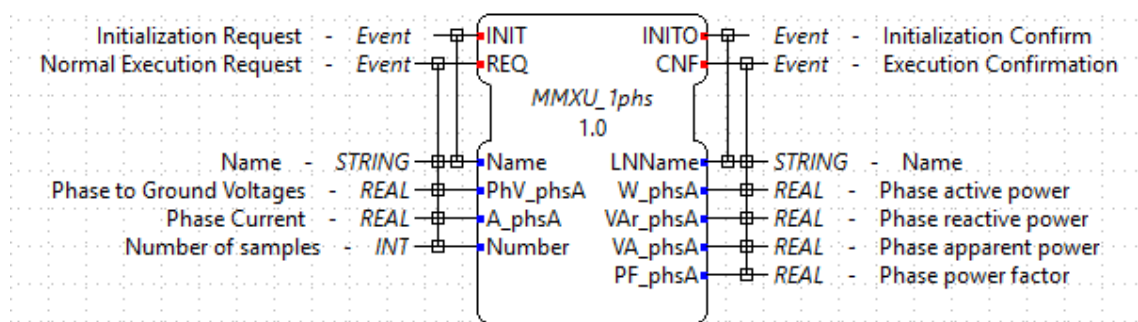 Initialization Request - Event INIT INITO Event - Initialization Confirm
Normal Execution Request - Event REQ CNF Event - Execution Confirmation
MMXU_1phs
1.0
Name - STRING Name LNName STRING - Name
Phase to Ground Voltages - REAL PhV_phsA W_phsA REAL - Phase active power
Phase Current - REAL A_phsA VAr_phsA REAL - Phase reactive power
Number of samples - INT Number VA_phsA REAL - Phase apparent power
PF_phsA REAL - Phase power factor